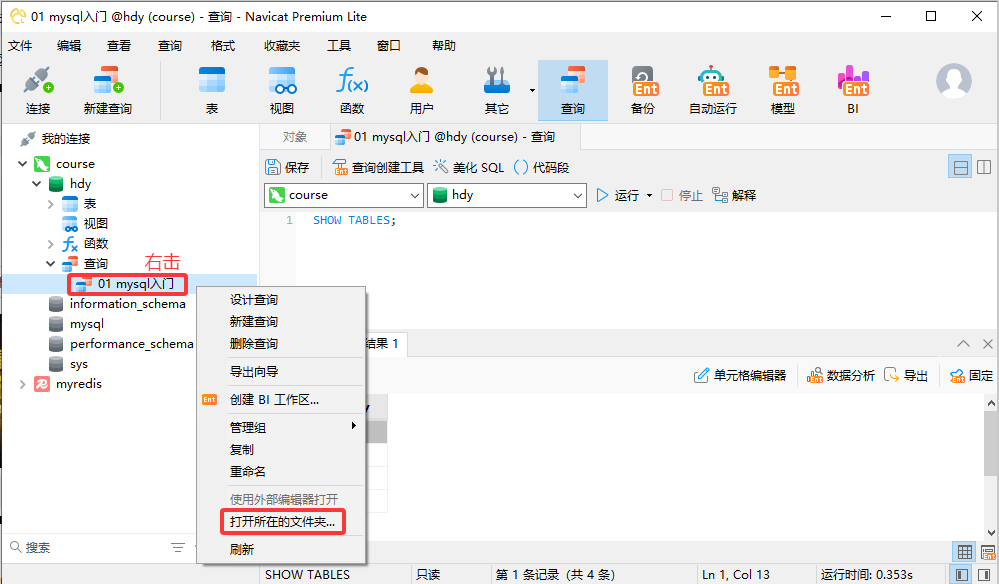 01 mysql入门 @hdy (course) - 查询 - Navicat Premium Lite
文件 编辑 查看 查询 格式 收藏夹 工具 窗口 帮助
连接 新建查询 表 视图 函数 用户 其它 查询 备份 自动运行 模型 BI
Ent Ent Ent Ent
我的连接
course
hdy
表
视图
函数
查询
右击
01 mysql入门
information_schema
mysql
performance_schema
sys
myredis
搜索
对象 01 mysql入门 @hdy (course) - 查询
保存 查询创建工具 美化 SQL 代码段
course hdy 运行 停止 解释
1 SHOW TABLES;
设计查询
新建查询
删除查询
导出向导
Ent 创建 BI 工作区...
管理组
复制
重命名
使用外部编辑器打开
打开所在的文件夹...
刷新
结果 1
单元格编辑器 数据分析 导出 固定
SHOW TABLES 只读 第 1 条记录（共 4 条） Ln 1, Col 13 运行时间: 0.353s